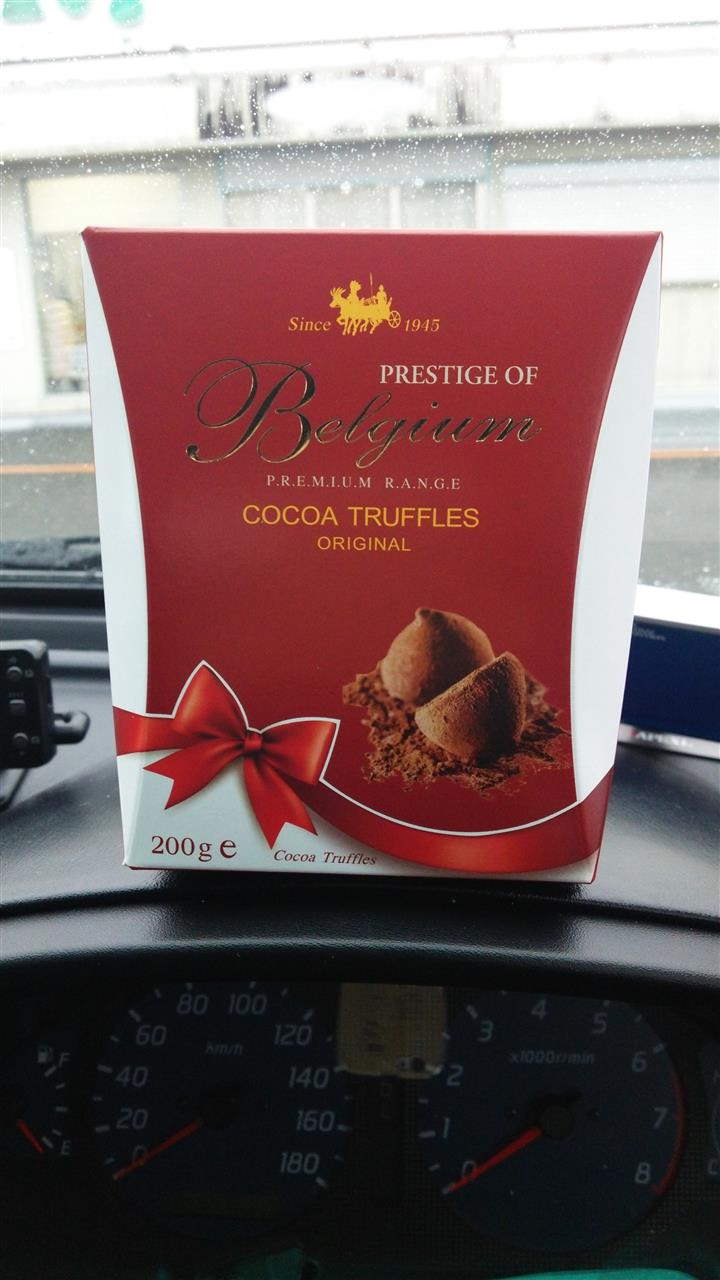 Since 1945
PRESTIGE OF
Belgium
P.R.E.M.I.U.M R.A.N.G.E
COCOA TRUFFLES
ORIGINAL
200g e
Cocoa Truffles
80 100
60 120
km/h
40 140
20 160
0 180
F
E
4 5
3 6
x1000r/min
2
1 7
0 8